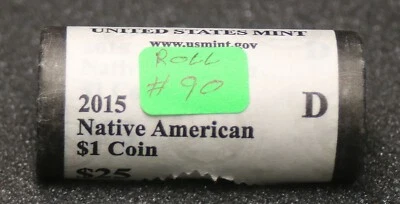 UNITED STATES MINT
www.usmint.gov
ROLL
#90
2015
D
Native American
$1 Coin
$25